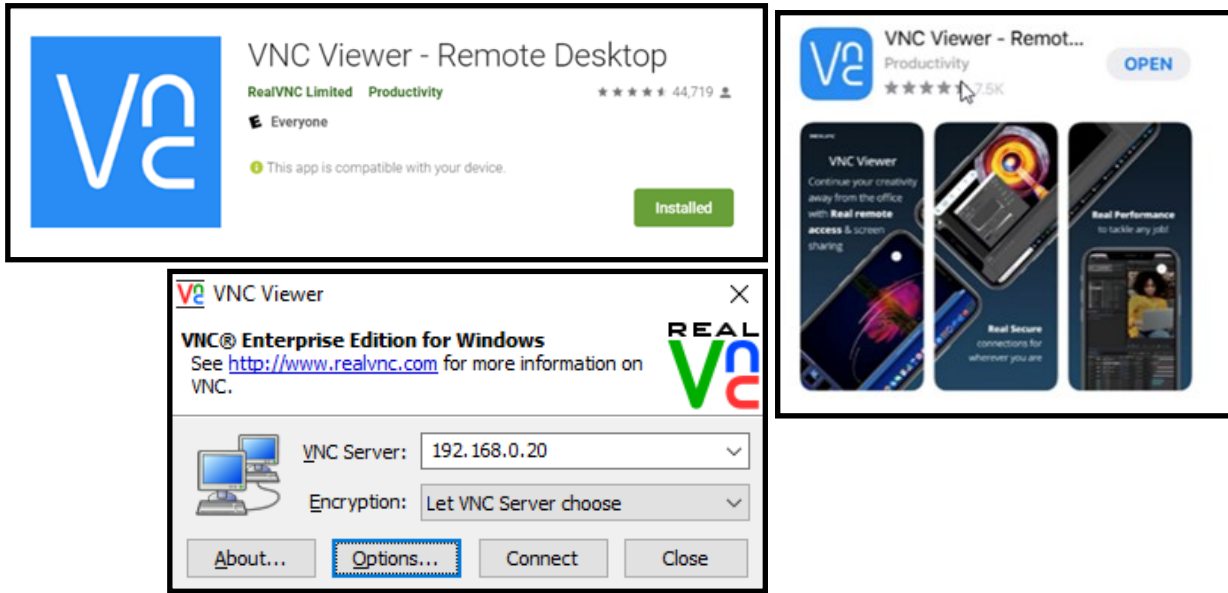 VNC Viewer - Remote Desktop
RealVNC Limited Productivity 44,719
E Everyone
This app is compatible with your device.
Installed
VNC Viewer - Remot...
Productivity
OPEN
7.5K
REALVNC
VNC Viewer
Continue your creativity
away from the office
with Real remote
access & screen
sharing
Real Secure
connections for
wherever you are
Real Performance
to tackle any job!
VNC Viewer
VNC® Enterprise Edition for Windows
See http://www.realvnc.com for more information on
VNC.
REAL
VNC
VNC Server: 192.168.0.20
Encryption: Let VNC Server choose
About... Options... Connect Close